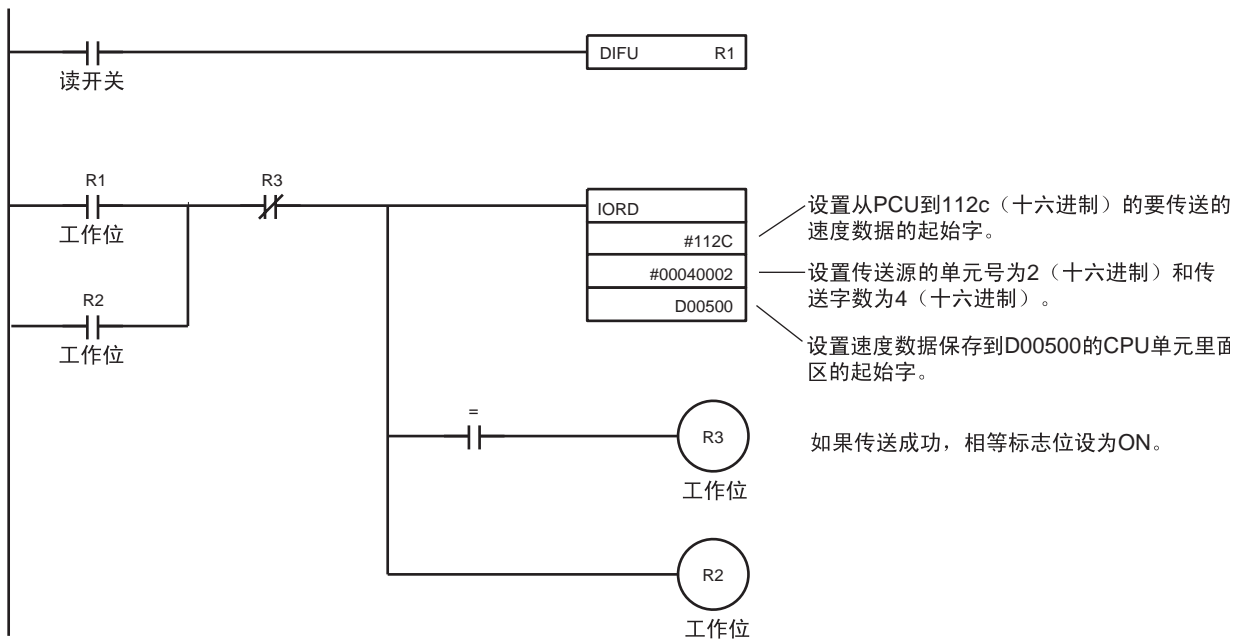 读开关
DIFU R1
R1
工作位
R3
R2
工作位
IORD
#112C
#00040002
D00500
设置从PCU到112c（十六进制）的要传送的
速度数据的起始字。
设置传送源的单元号为2（十六进制）和传
送字数为4（十六进制）。
设置速度数据保存到D00500的CPU单元里
区的起始字。
=
R3
工作位
如果传送成功，相等标志位设为ON。
R2
工作位